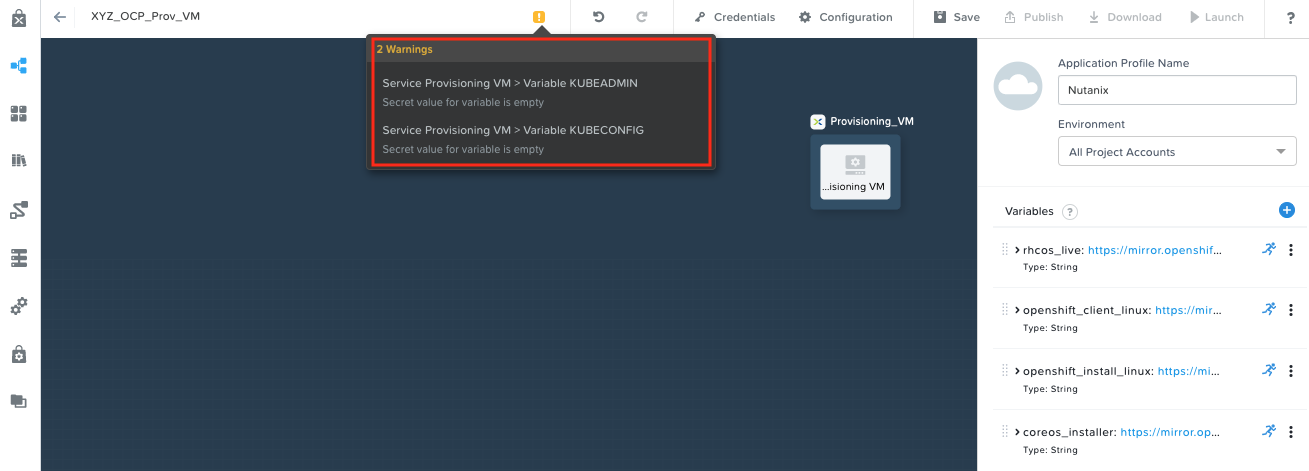 XYZ_OCP_Prov_VM
Credentials
Configuration
Save
Publish
Download
Launch
?
2 Warnings
Service Provisioning VM > Variable KUBEADMIN
Secret value for variable is empty
Service Provisioning VM > Variable KUBECONFIG
Secret value for variable is empty
Provisioning_VM
...isioning VM
Application Profile Name
Nutanix
Environment
All Project Accounts
Variables ?
rhcos_live: https://mirror.openshif...
Type: String
openshift_client_linux: https://mir...
Type: String
openshift_install_linux: https://mi...
Type: String
coreos_installer: https://mirror.op...
Type: String